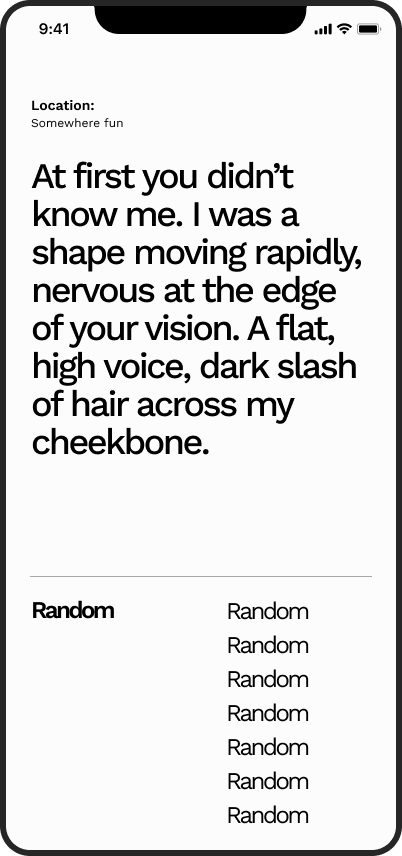 9:41
Location:
Somewhere fun
At first you didn’t
know me. I was a
shape moving rapidly,
nervous at the edge
of your vision. A flat,
high voice, dark slash
of hair across my
cheekbone.
Random
Random
Random
Random
Random
Random
Random
Random